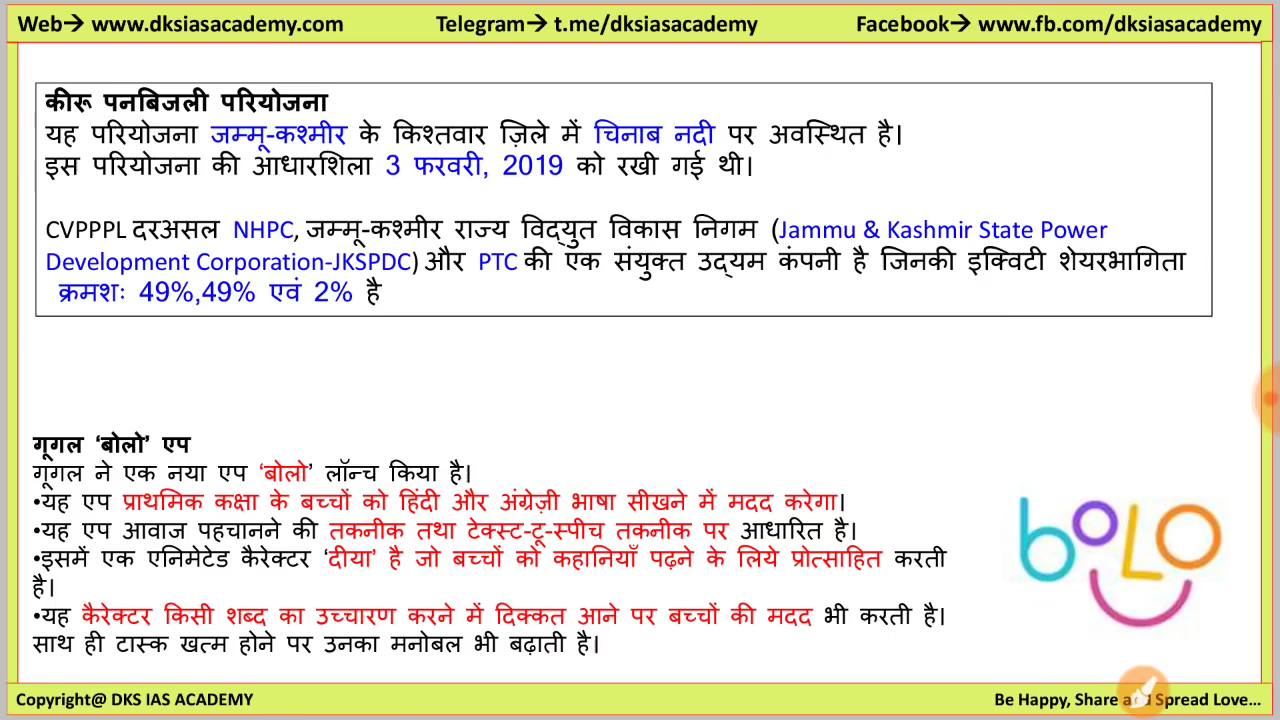 Web→ www.dksiasacademy.com Telegram→ t.me/dksiasacademy Facebook→ www.fb.com/dksiasacademy
कीरू पनबिजली परियोजना
यह परियोजना जम्मू-कश्मीर के किश्तवार ज़िले में चिनाब नदी पर अवस्थित है।
इस परियोजना की आधारशिला 3 फरवरी, 2019 को रखी गई थी।
CVPPPL दरअसल NHPC, जम्मू-कश्मीर राज्य विद्युत विकास निगम (Jammu & Kashmir State Power
Development Corporation-JKSPDC) और PTC की एक संयुक्त उद्यम कंपनी है जिनकी इक्विटी शेयरभागिता
क्रमशः 49%,49% एवं 2% है
गूगल ‘बोलो’ एप
गूगल ने एक नया एप ‘बोलो’ लॉन्च किया है।
•यह एप प्राथमिक कक्षा के बच्चों को हिंदी और अंग्रेज़ी भाषा सीखने में मदद करेगा।
•यह एप आवाज पहचानने की तकनीक तथा टेक्स्ट-टू-स्पीच तकनीक पर आधारित है।
•इसमें एक एनिमेटेड कैरेक्टर ‘दीया’ है जो बच्चों को कहानियाँ पढ़ने के लिये प्रोत्साहित करती
है।
•यह कैरेक्टर किसी शब्द का उच्चारण करने में दिक्कत आने पर बच्चों की मदद भी करती है।
साथ ही टास्क खत्म होने पर उनका मनोबल भी बढ़ाती है।
boLo
Copyright@ DKS IAS ACADEMY Be Happy, Share and Spread Love...